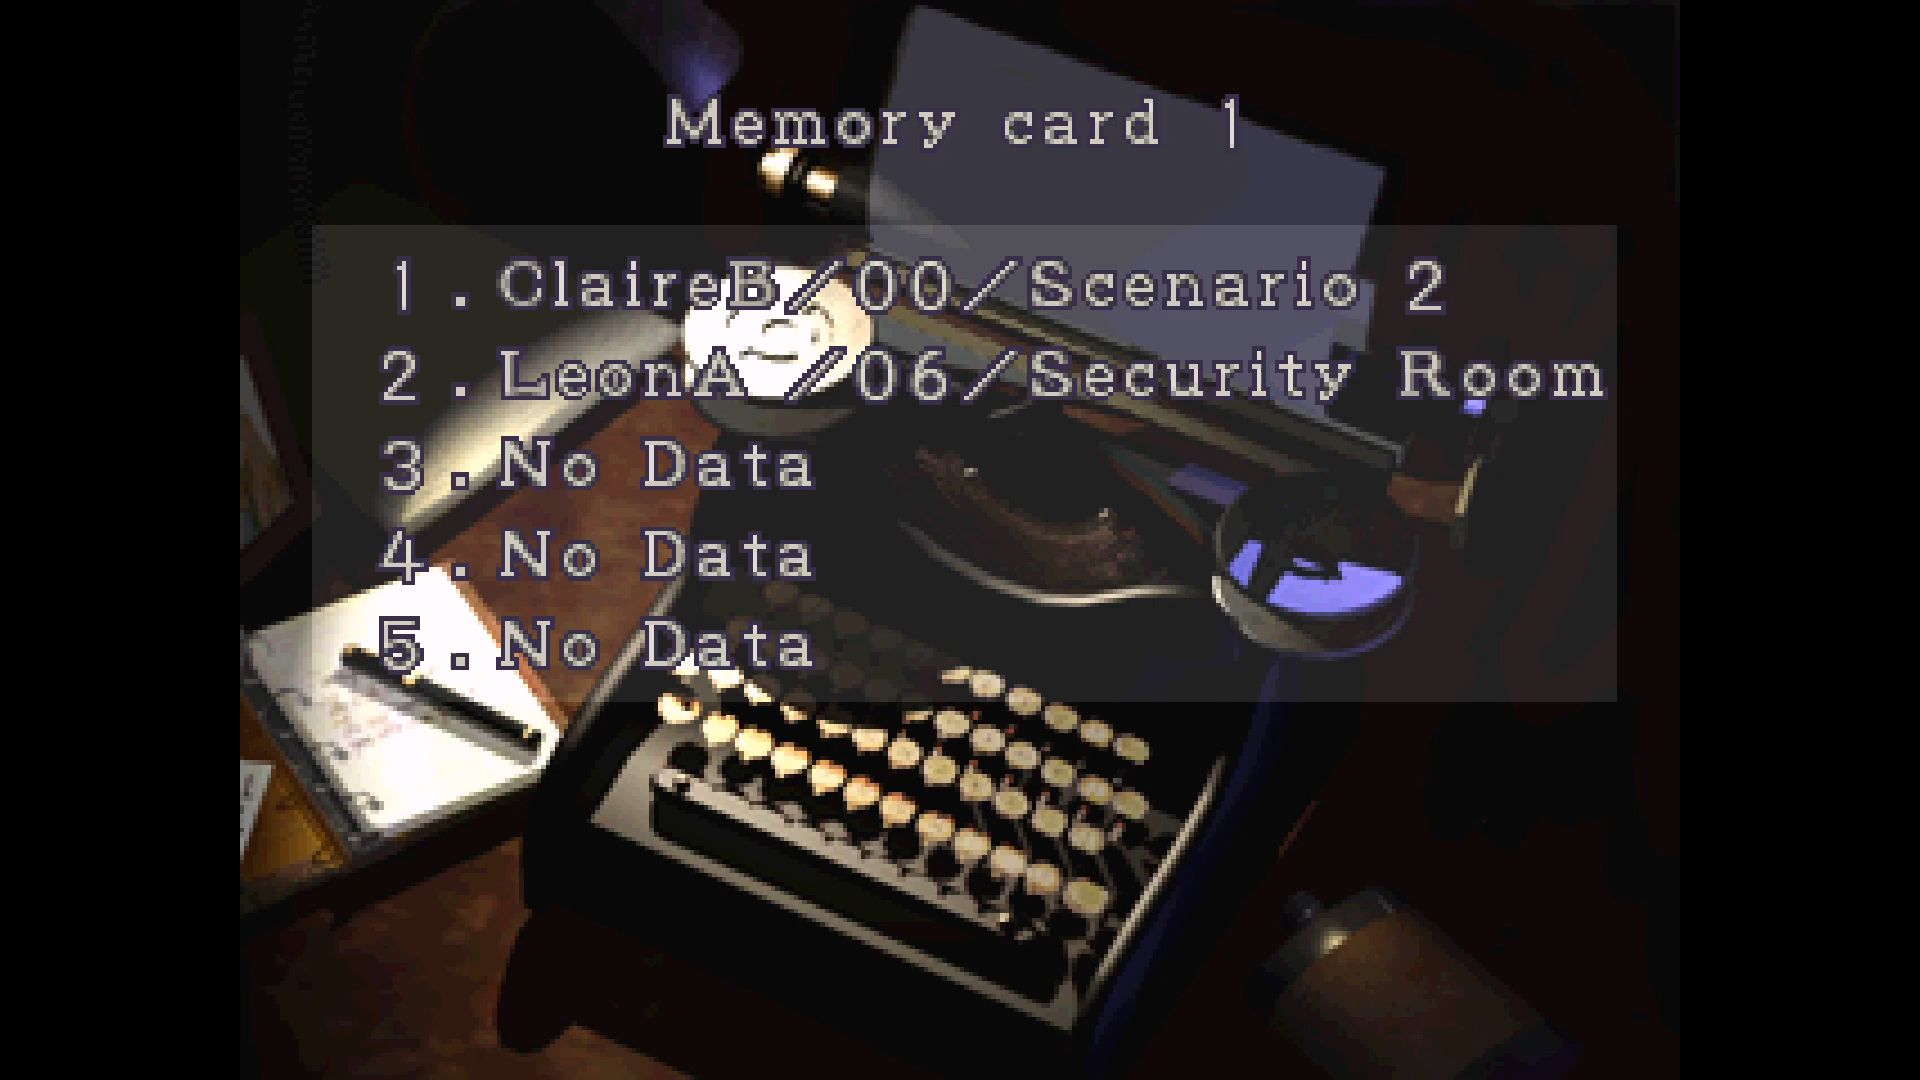 Memory card 1
1.ClaireB/00/Scenario 2
2.LeonA /06/Security Room
3.No Data
4.No Data
5.No Data